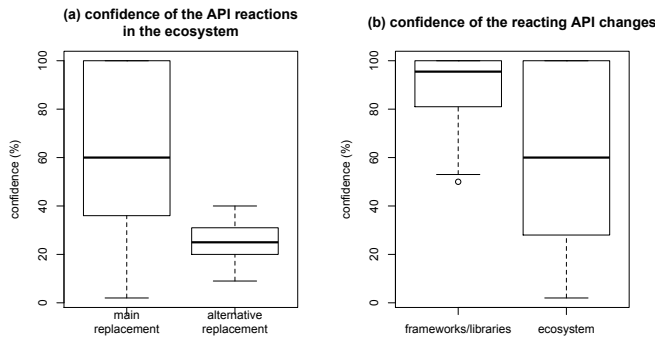 (a) confidence of the API reactions
in the ecosystem
confidence (%)
100
80
60
40
20
0
main
replacement
alternative
replacement
(b) confidence of the reacting API changes
confidence (%)
100
80
60
40
20
0
frameworks/libraries
ecosystem